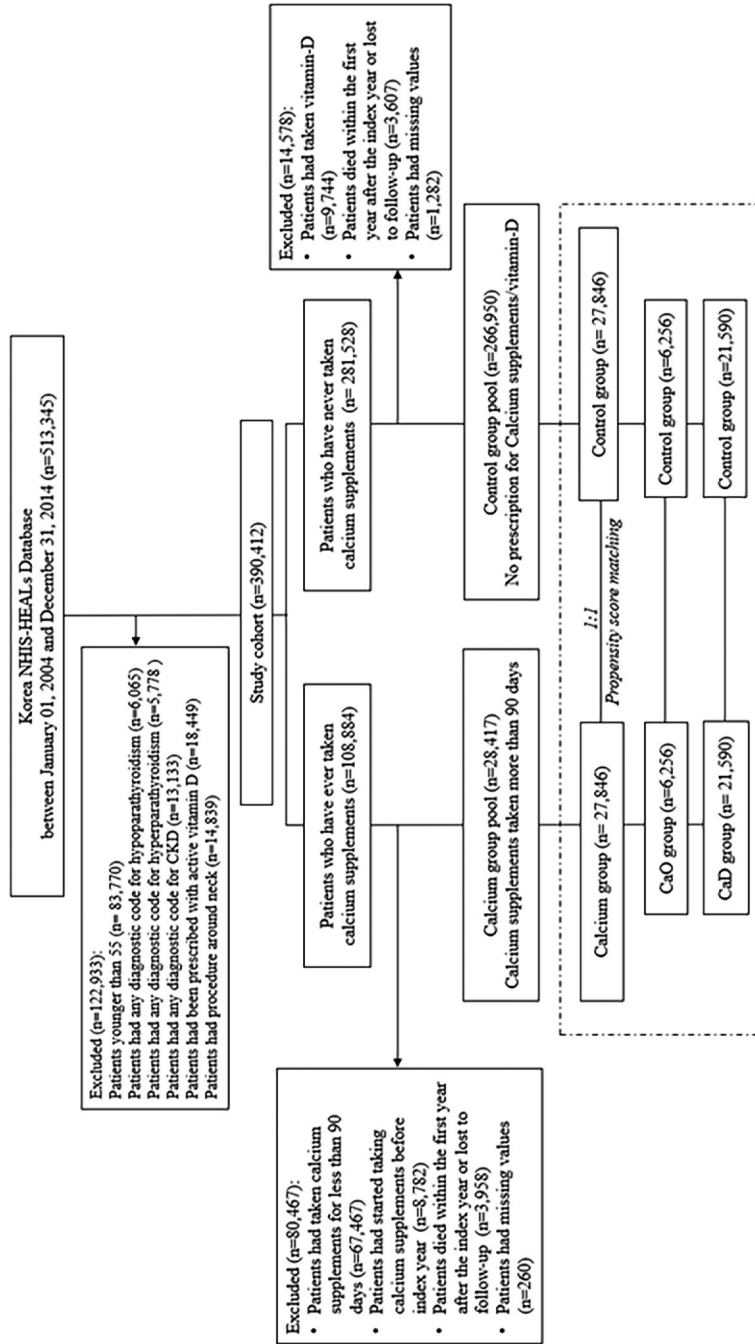 Korea NHIS-HEALs Database
between January 01, 2004 and December 31, 2014 (n=513,345)
Excluded (n=122,933):
Patients younger than 55 (n= 83,770)
Patients had any diagnostic code for hypoparathyroidism (n=6,065)
Patients had any diagnostic code for hyperparathyroidism (n=5,778 )
Patients had any diagnostic code for CKD (n=13,133)
Patients had been prescribed with active vitamin D (n=18,449)
Patients had procedure around neck (n=14,839)
Study cohort (n=390,412)
Patients who have ever taken
calcium supplements (n=108,884)
Patients who have never taken
calcium supplements (n= 281,528)
Excluded (n=80,467):
• Patients had taken calcium
supplements for less than 90
days (n=67,467)
• Patients had started taking
calcium supplements before
index year (n=8,782)
• Patients died within the first year
after the index year or lost to
follow-up (n=3,958)
• Patients had missing values
(n=260)
Excluded (n=14,578):
• Patients had taken vitamin-D
(n=9,744)
• Patients died within the first
year after the index year or lost
to follow-up (n=3,607)
• Patients had missing values
(n=1,282)
Calcium group pool (n=28,417)
Calcium supplements taken more than 90 days
Control group pool (n=266,950)
No prescription for Calcium supplements/vitamin-D
Calcium group (n= 27,846)
1:1
Propensity score matching
Control group (n= 27,846)
CaO group (n=6,256)
Control group (n=6,256)
CaD group (n= 21,590)
Control group (n=21,590)